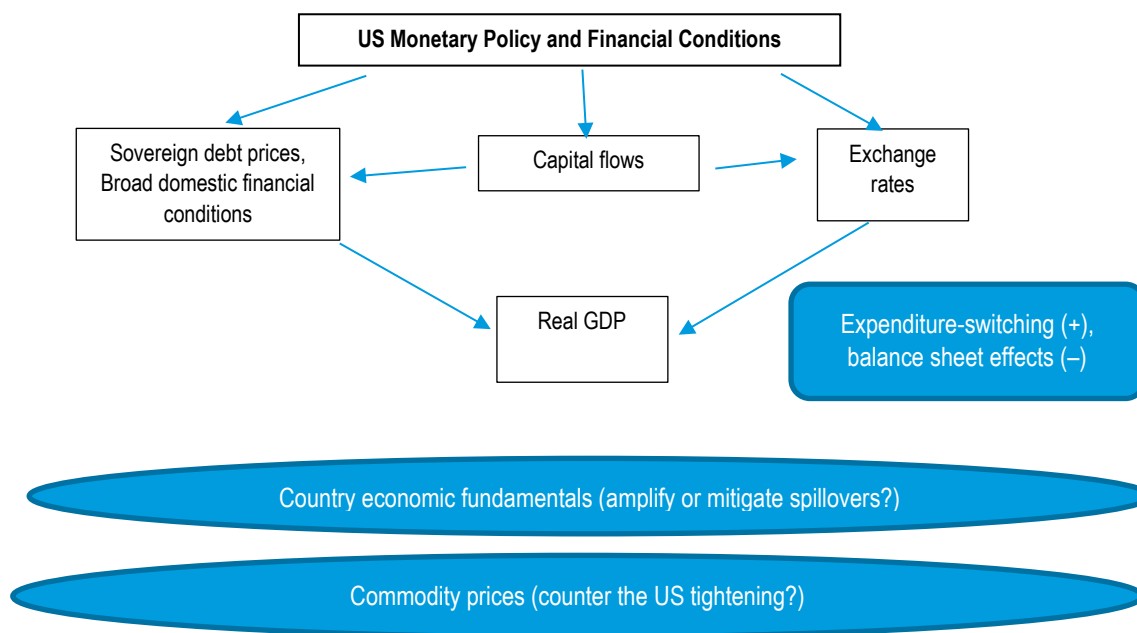 US Monetary Policy and Financial Conditions
Sovereign debt prices,
Broad domestic financial
conditions
Capital flows
Exchange
rates
Real GDP
Expenditure-switching (+),
balance sheet effects (–)
Country economic fundamentals (amplify or mitigate spillovers?)
Commodity prices (counter the US tightening?)